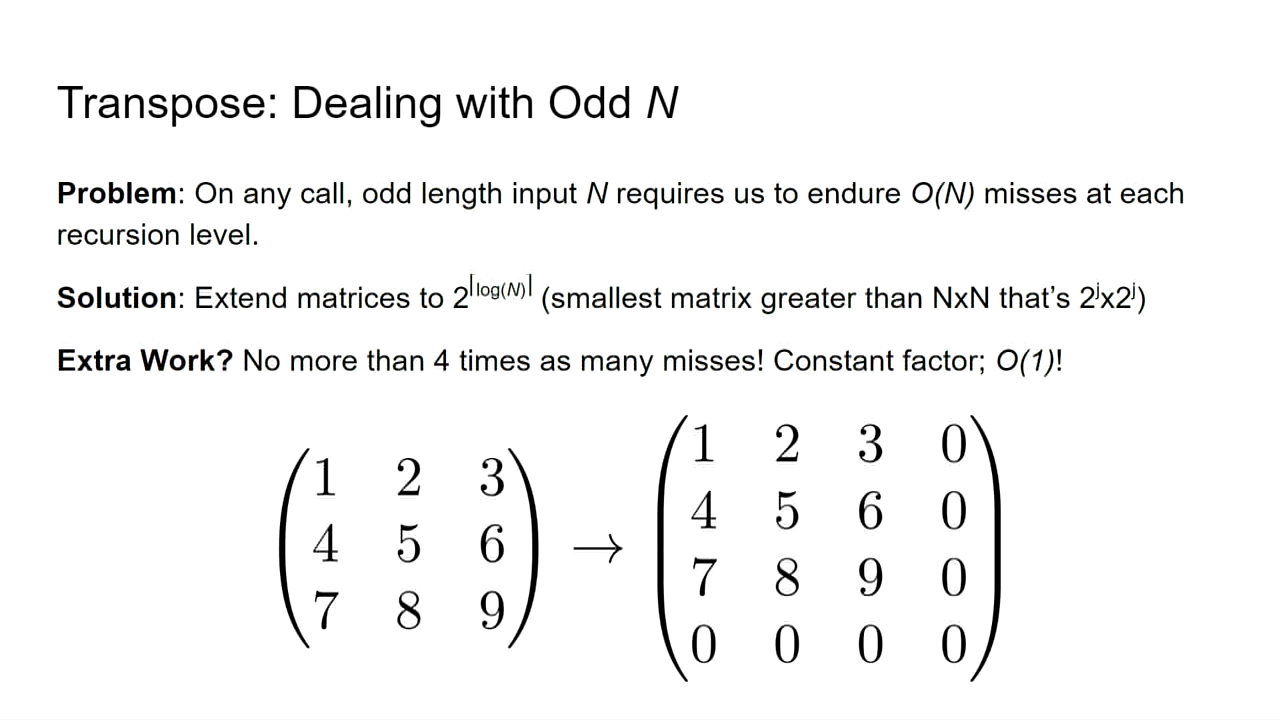 Transpose: Dealing with Odd N
Problem: On any call, odd length input N requires us to endure O(N) misses at each
recursion level.
Solution: Extend matrices to 2^⌈log(N)⌉ (smallest matrix greater than NxN that’s 2^jx2^j)
Extra Work? No more than 4 times as many misses! Constant factor; O(1)!
( 1 2 3
4 5 6
7 8 9 )
→
( 1 2 3 0
4 5 6 0
7 8 9 0
0 0 0 0 )